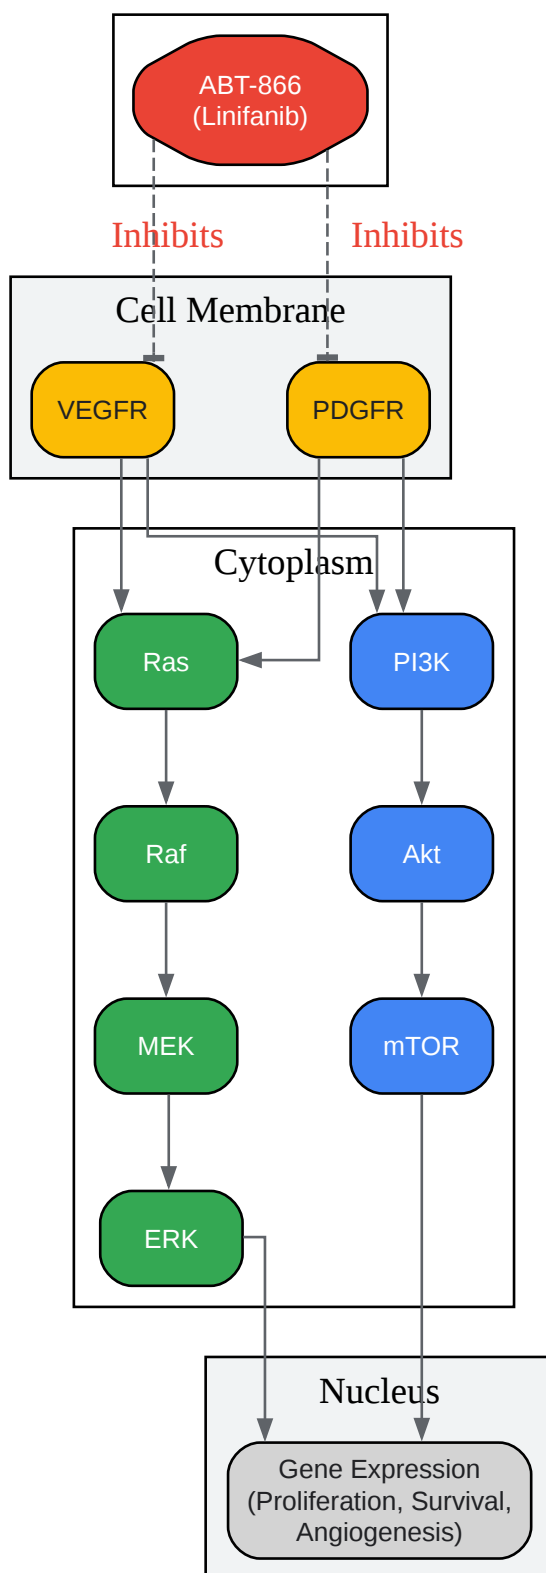 ABT-866
(Linifanib)
Inhibits
Inhibits
Cell Membrane
VEGFR
PDGFR
Cytoplasm
Ras
PI3K
Raf
Akt
MEK
mTOR
ERK
Nucleus
Gene Expression
(Proliferation, Survival,
Angiogenesis)